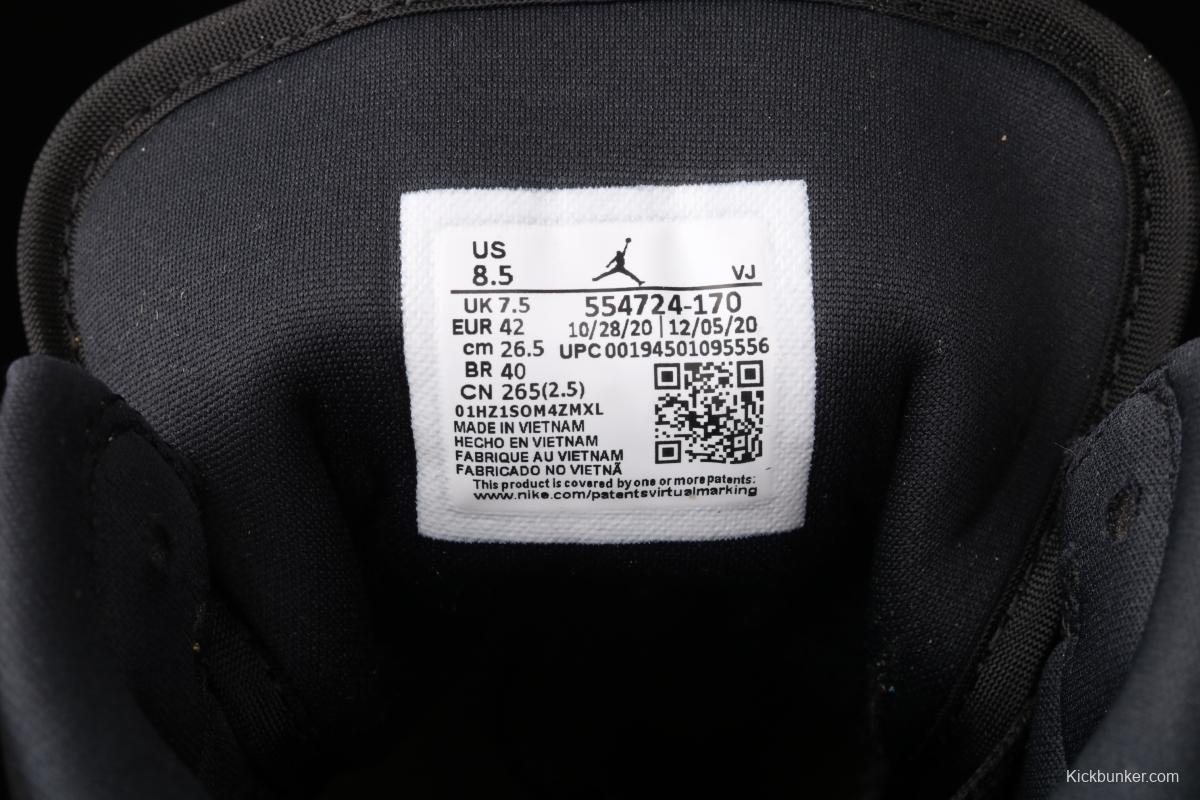 US
8.5
VJ
UK 7.5
554724-170
EUR 42
10/28/20 | 12/05/20
cm 26.5
UPC 00194501095556
BR 40
CN 265(2.5)
01HZ1SOM4ZMXL
MADE IN VIETNAM
HECHO EN VIETNAM
FABRIQUE AU VIETNAM
FABRICADO NO VIETNÃ
This product is covered by one or more patents:
www.nike.com/patentsvirtualmarking
Kickbunker.com